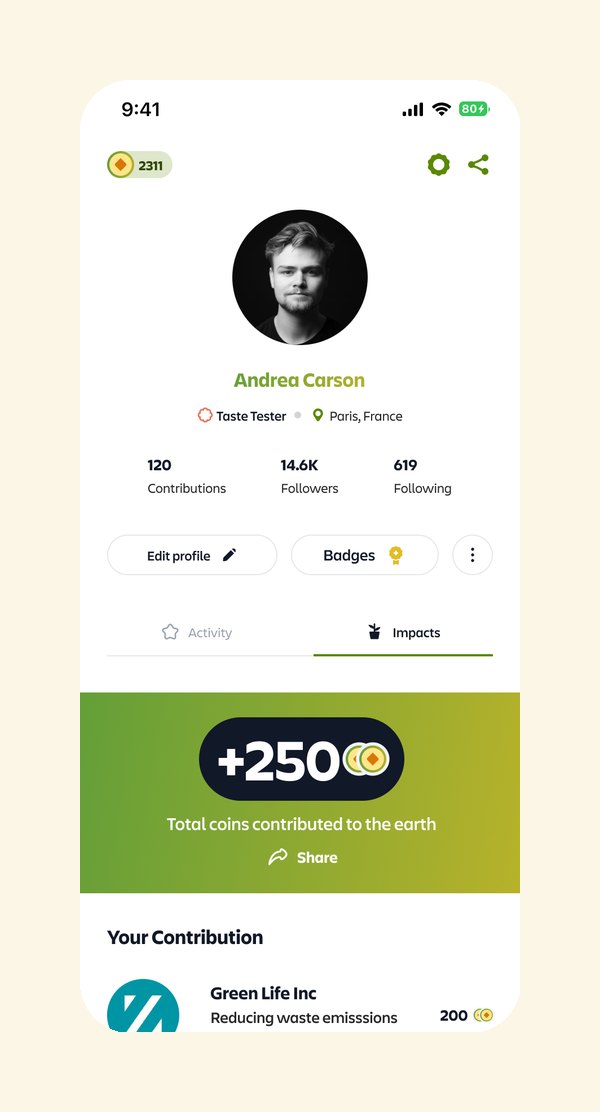 9:41
80
2311
Andrea Carson
Taste Tester
Paris, France
120
14.6K
619
Contributions
Followers
Following
Edit profile
Badges
Activity
Impacts
+250
Total coins contributed to the earth
Share
Your Contribution
Green Life Inc
Reducing waste emisssions
200